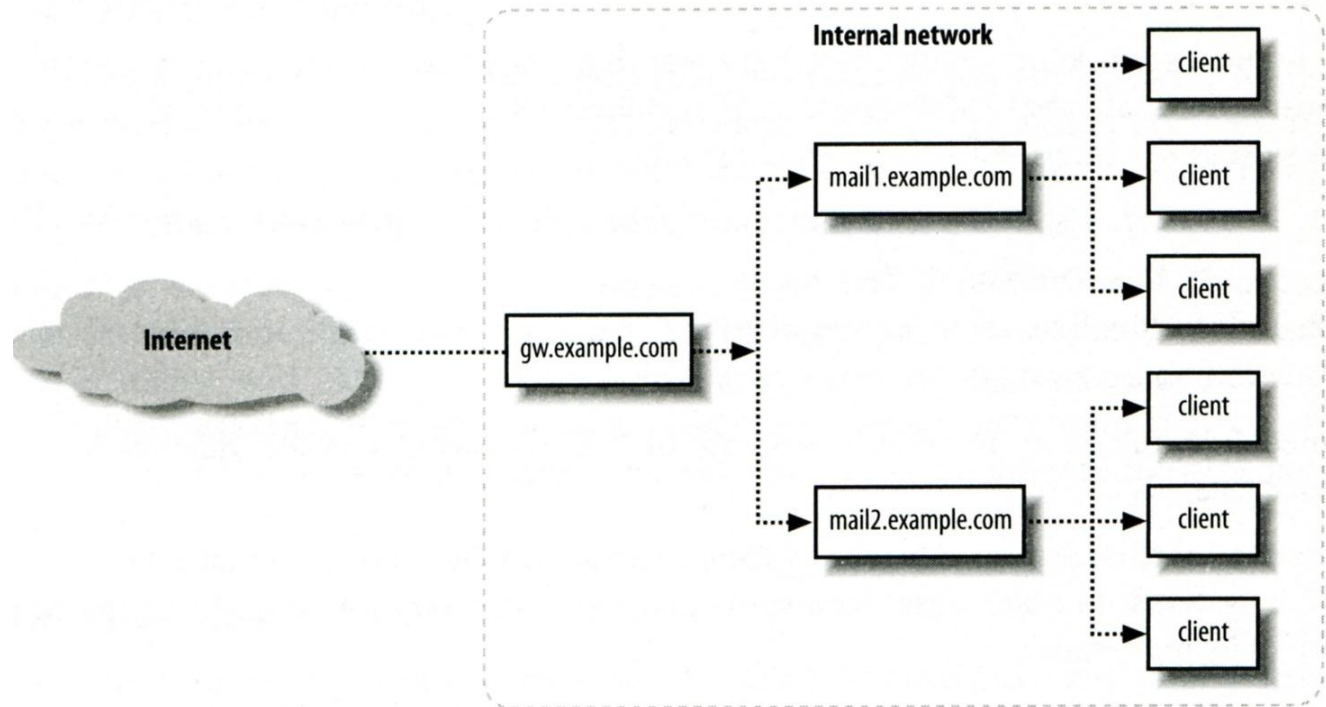 Internal network
client
mail1.example.com
client
client
Internet
gw.example.com
client
mail2.example.com
client
client